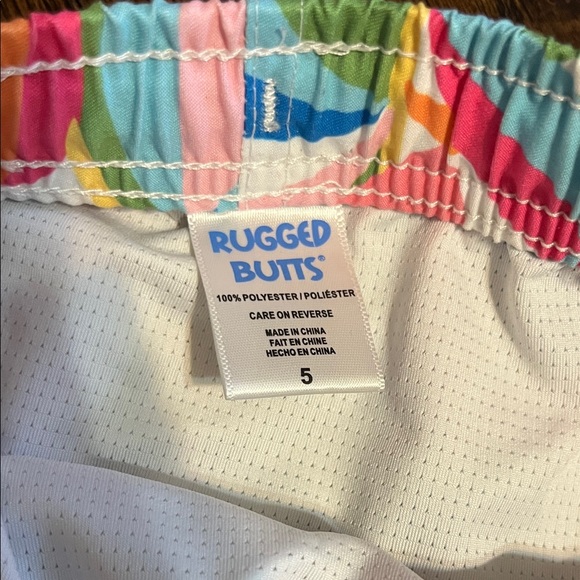 RUGGED
BUTTS®
100% POLYESTER / POLIÉSTER
CARE ON REVERSE
MADE IN CHINA
FAIT EN CHINE
HECHO EN CHINA
5